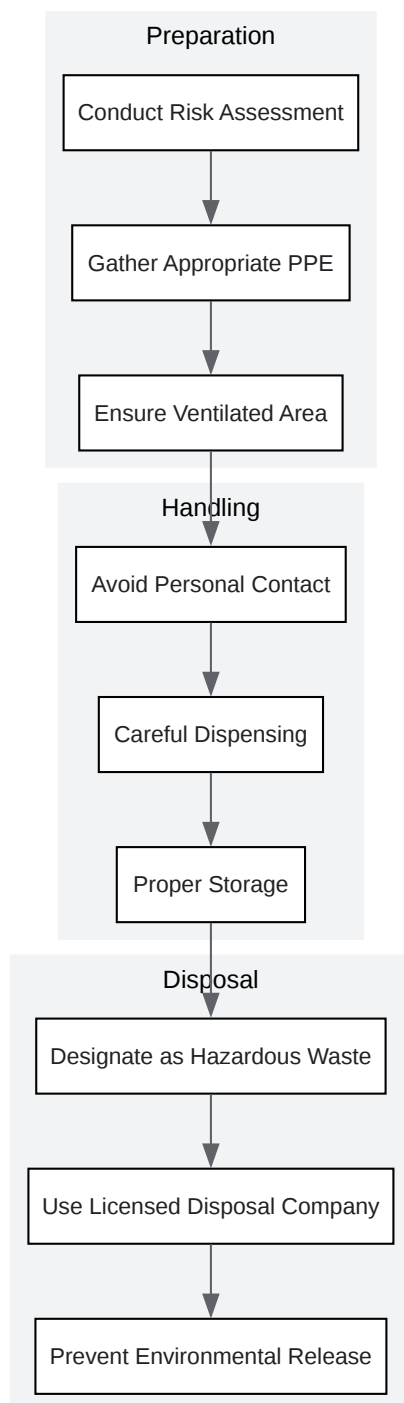 Preparation
Conduct Risk Assessment
Gather Appropriate PPE
Ensure Ventilated Area
Handling
Avoid Personal Contact
Careful Dispensing
Proper Storage
Disposal
Designate as Hazardous Waste
Use Licensed Disposal Company
Prevent Environmental Release